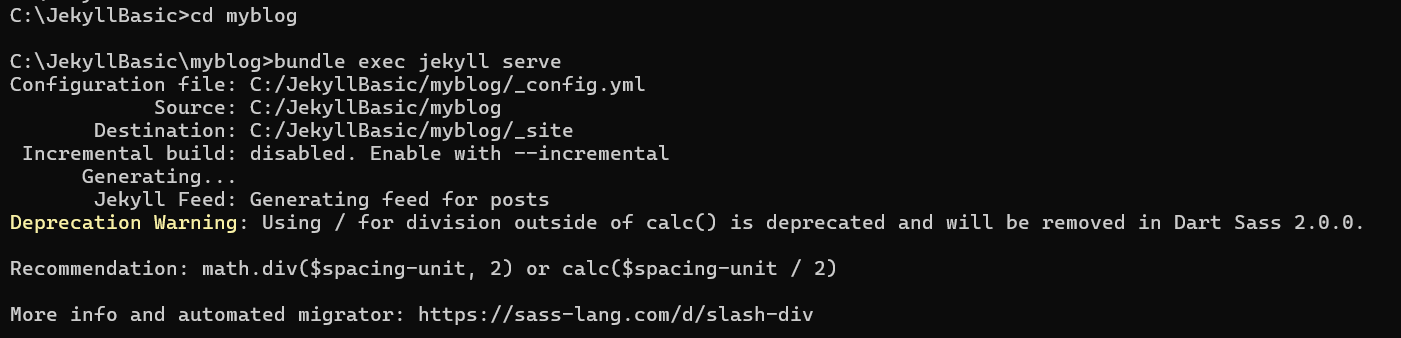 C:\JekyllBasic>cd myblog
C:\JekyllBasic\myblog>bundle exec jekyll serve
Configuration file: C:/JekyllBasic/myblog/_config.yml
Source: C:/JekyllBasic/myblog
Destination: C:/JekyllBasic/myblog/_site
Incremental build: disabled. Enable with --incremental
Generating...
Jekyll Feed: Generating feed for posts
Deprecation Warning: Using / for division outside of calc() is deprecated and will be removed in Dart Sass 2.0.0.
Recommendation: math.div($spacing-unit, 2) or calc($spacing-unit / 2)
More info and automated migrator: https://sass-lang.com/d/slash-div